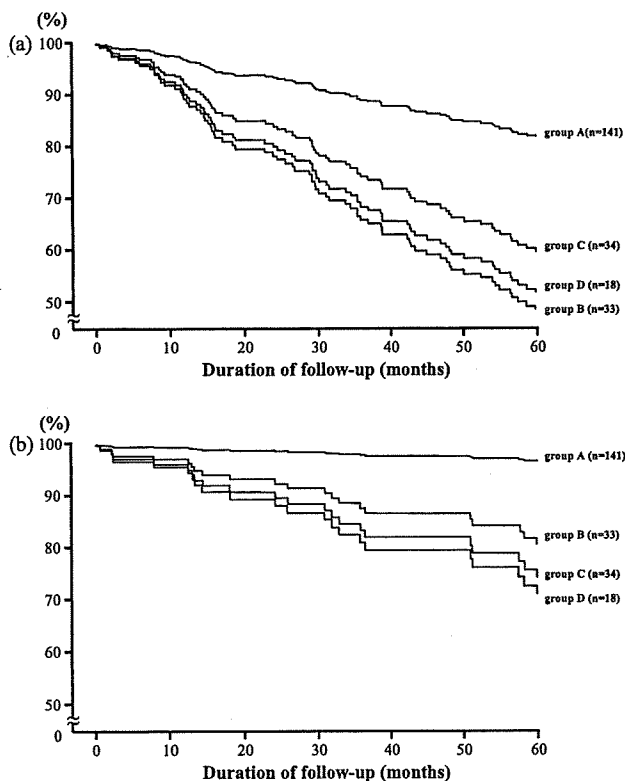 (%)
(a)
100
90
80
70
60
50
0
group A(n=141)
group C (n=34)
group D (n=18)
group B (n=33)
0 10 20 30 40 50 60
Duration of follow-up (months)
(%)
(b)
100
90
80
70
60
50
0
group A (n=141)
group B (n=33)
group C (n=34)
group D (n=18)
0 10 20 30 40 50 60
Duration of follow-up (months)